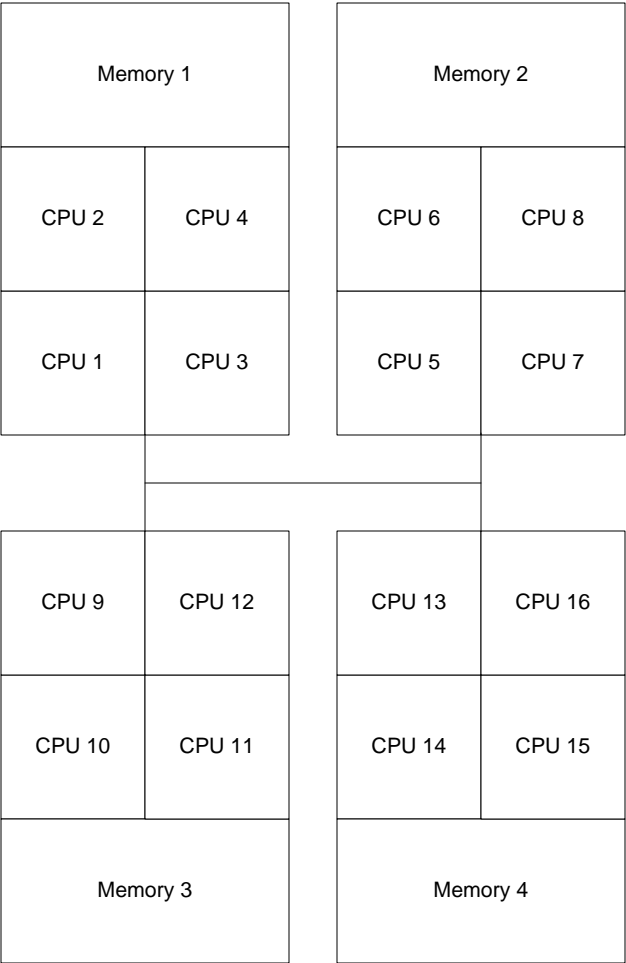 Memory 1
Memory 2
CPU 2
CPU 4
CPU 6
CPU 8
CPU 1
CPU 3
CPU 5
CPU 7
CPU 9
CPU 12
CPU 13
CPU 16
CPU 10
CPU 11
CPU 14
CPU 15
Memory 3
Memory 4